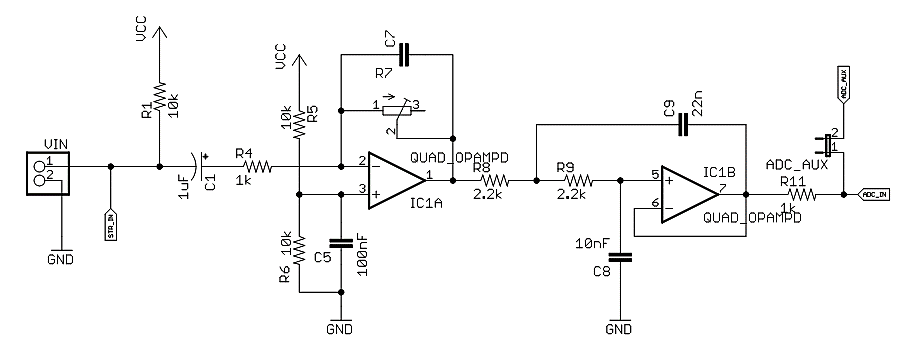 VCC
R1
10k
VIN
1
2
GND
STR_IN
1uF
C1
+
R4
1k
VCC
10k
R5
10k
R6
C5
100nF
GND
C7
R7
1
3
2
2
3
1
QUAD_OPAMPD
IC1A
R8
2.2k
R9
2.2k
10nF
C8
GND
C9
22n
5
6
7
IC1B
QUAD_OPAMPD
ADC_AUX
2
1
ADC_AUX
R11
1k
ADC_IN